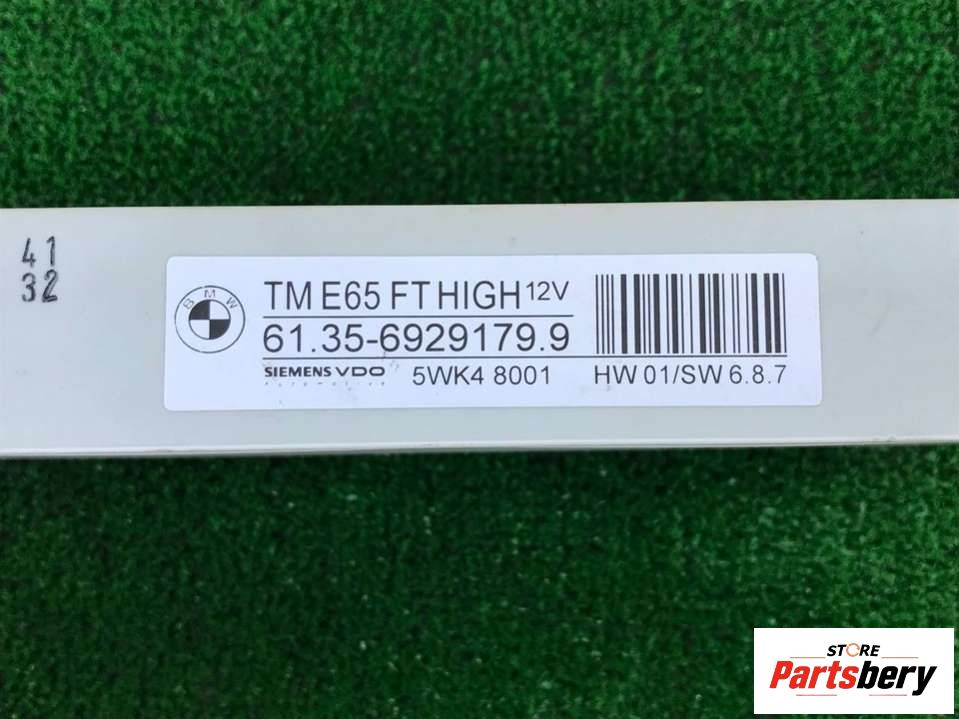 41
32
BMW
TM E65 FT HIGH 12V
61.35-6929179.9
SIEMENS VDO
Automotive
5WK4 8001
HW 01/SW 6.8.7
STORE
Partsbery